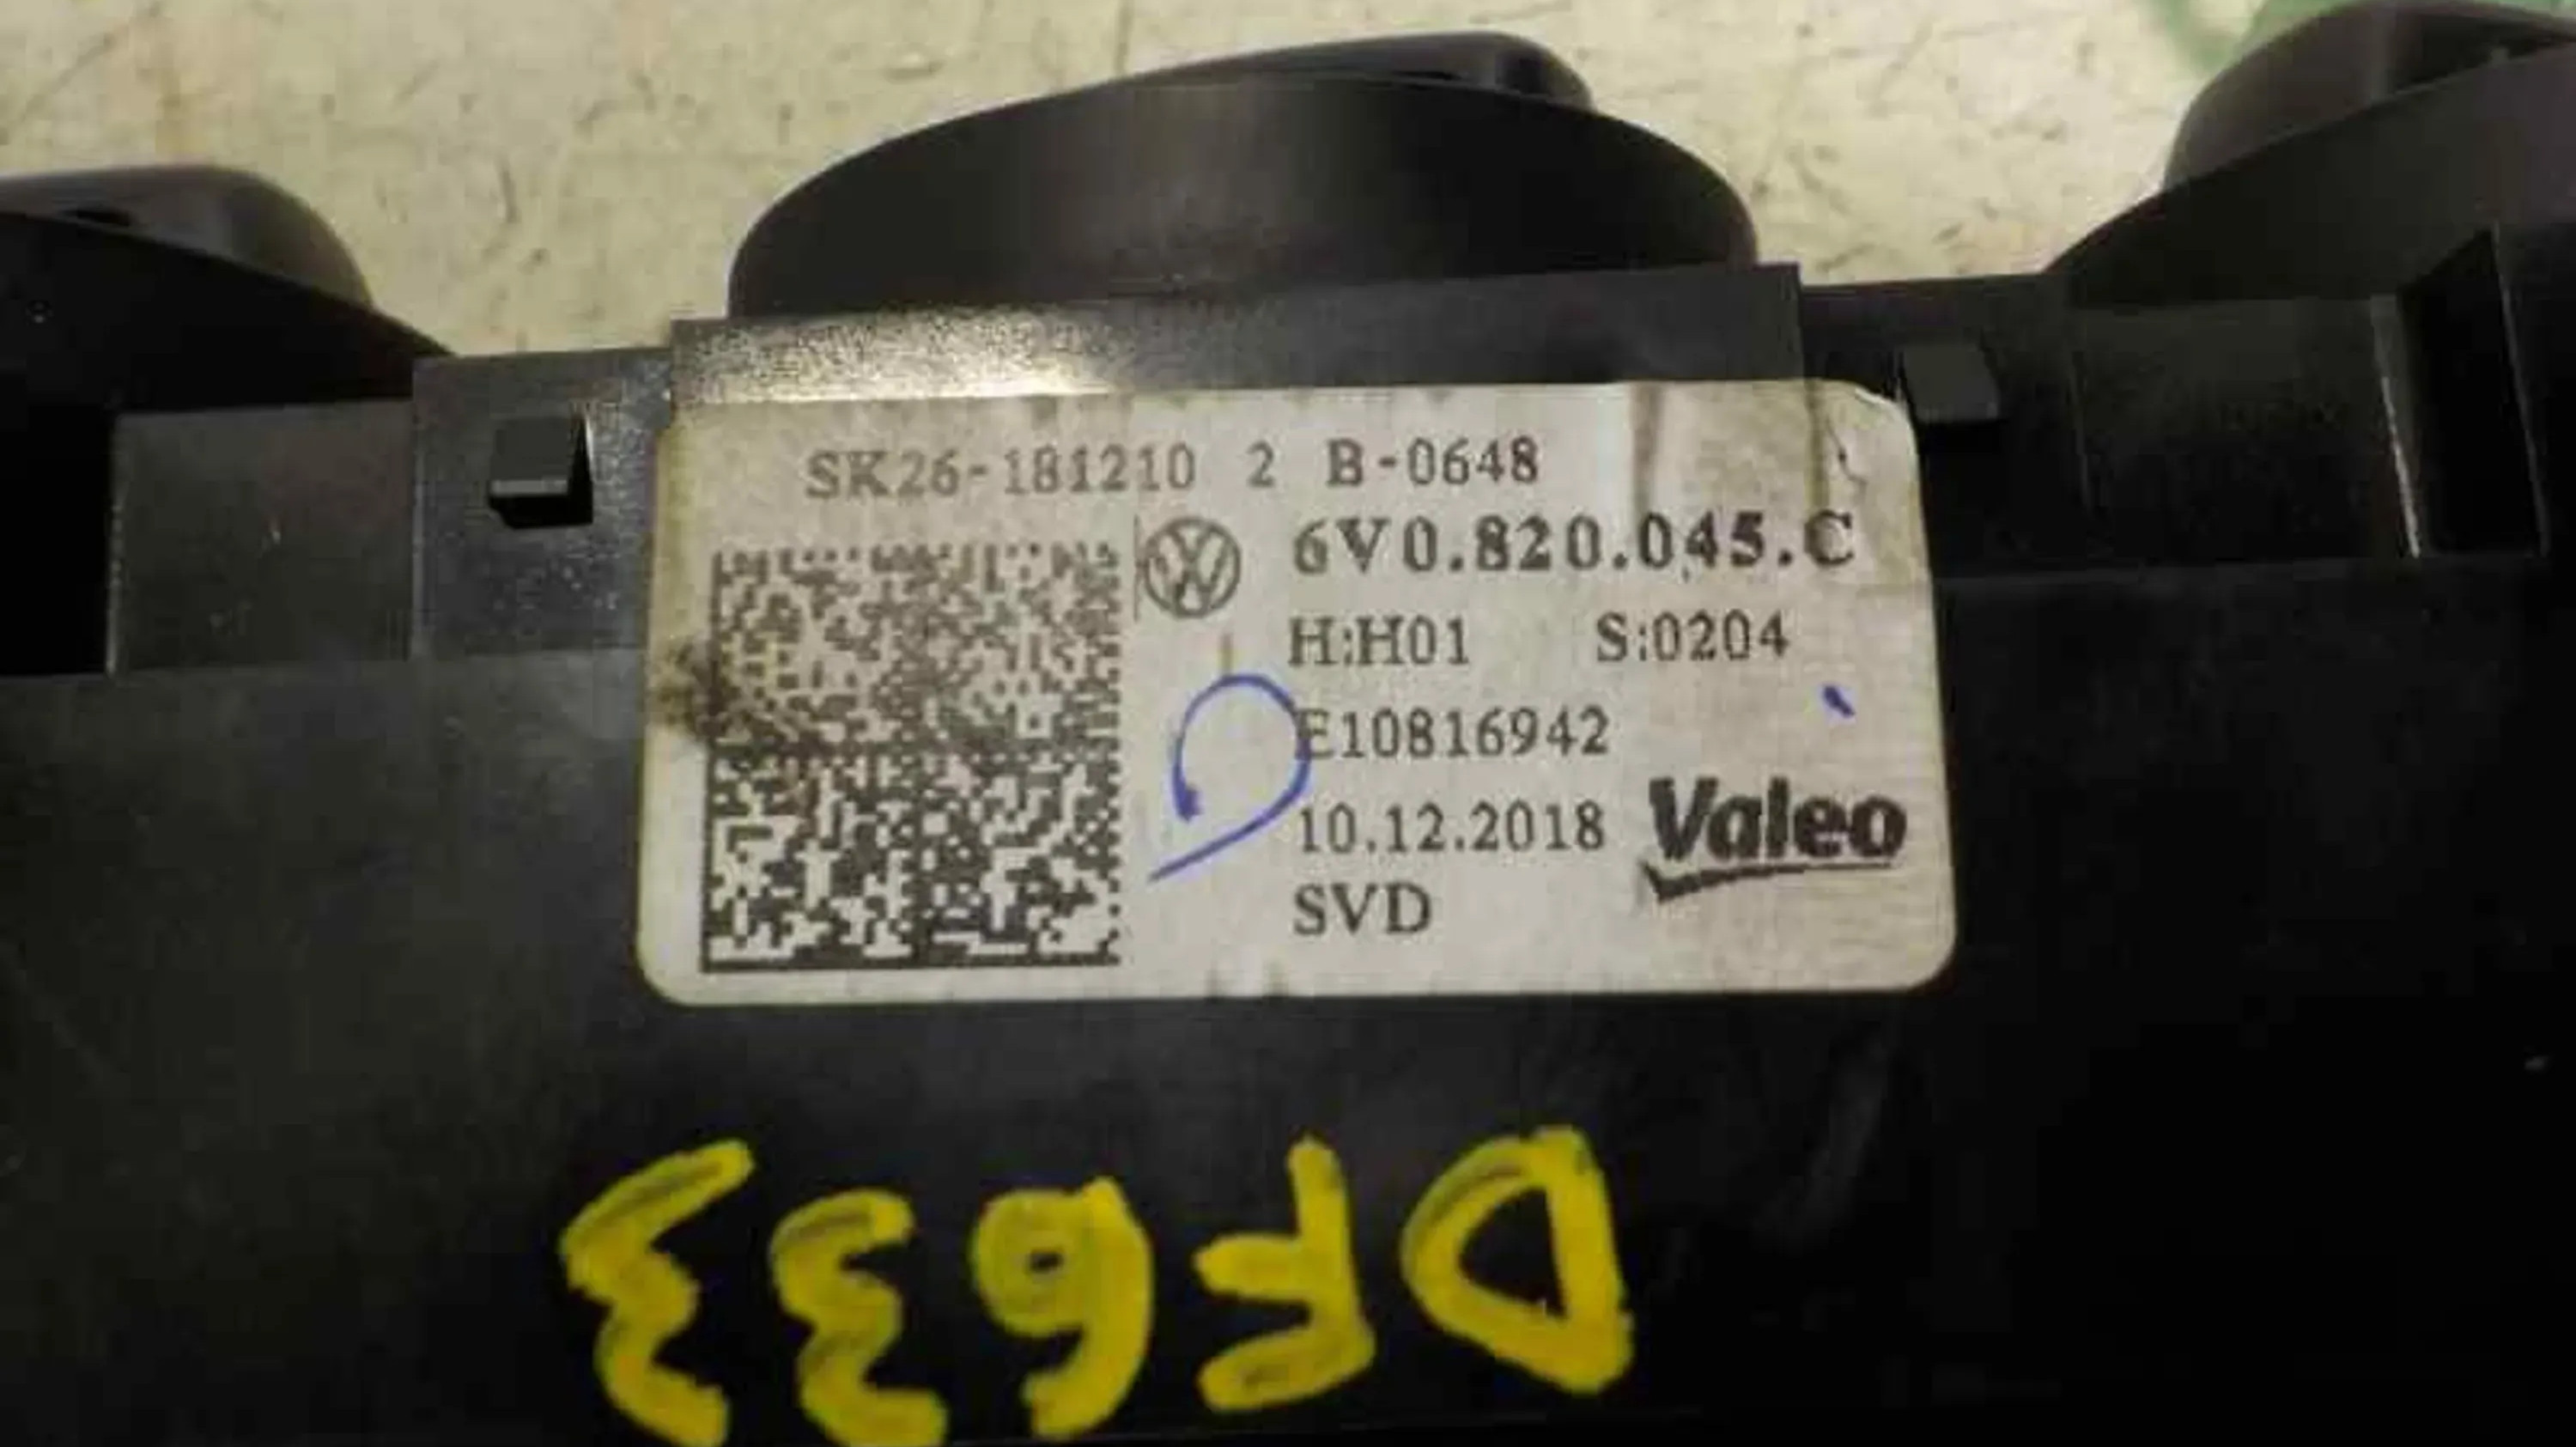 SK26-181210 2 B-0648
6V0.820.045.C
H:H01 S:0204
E10816942
10.12.2018
Valeo
SVD
DF633